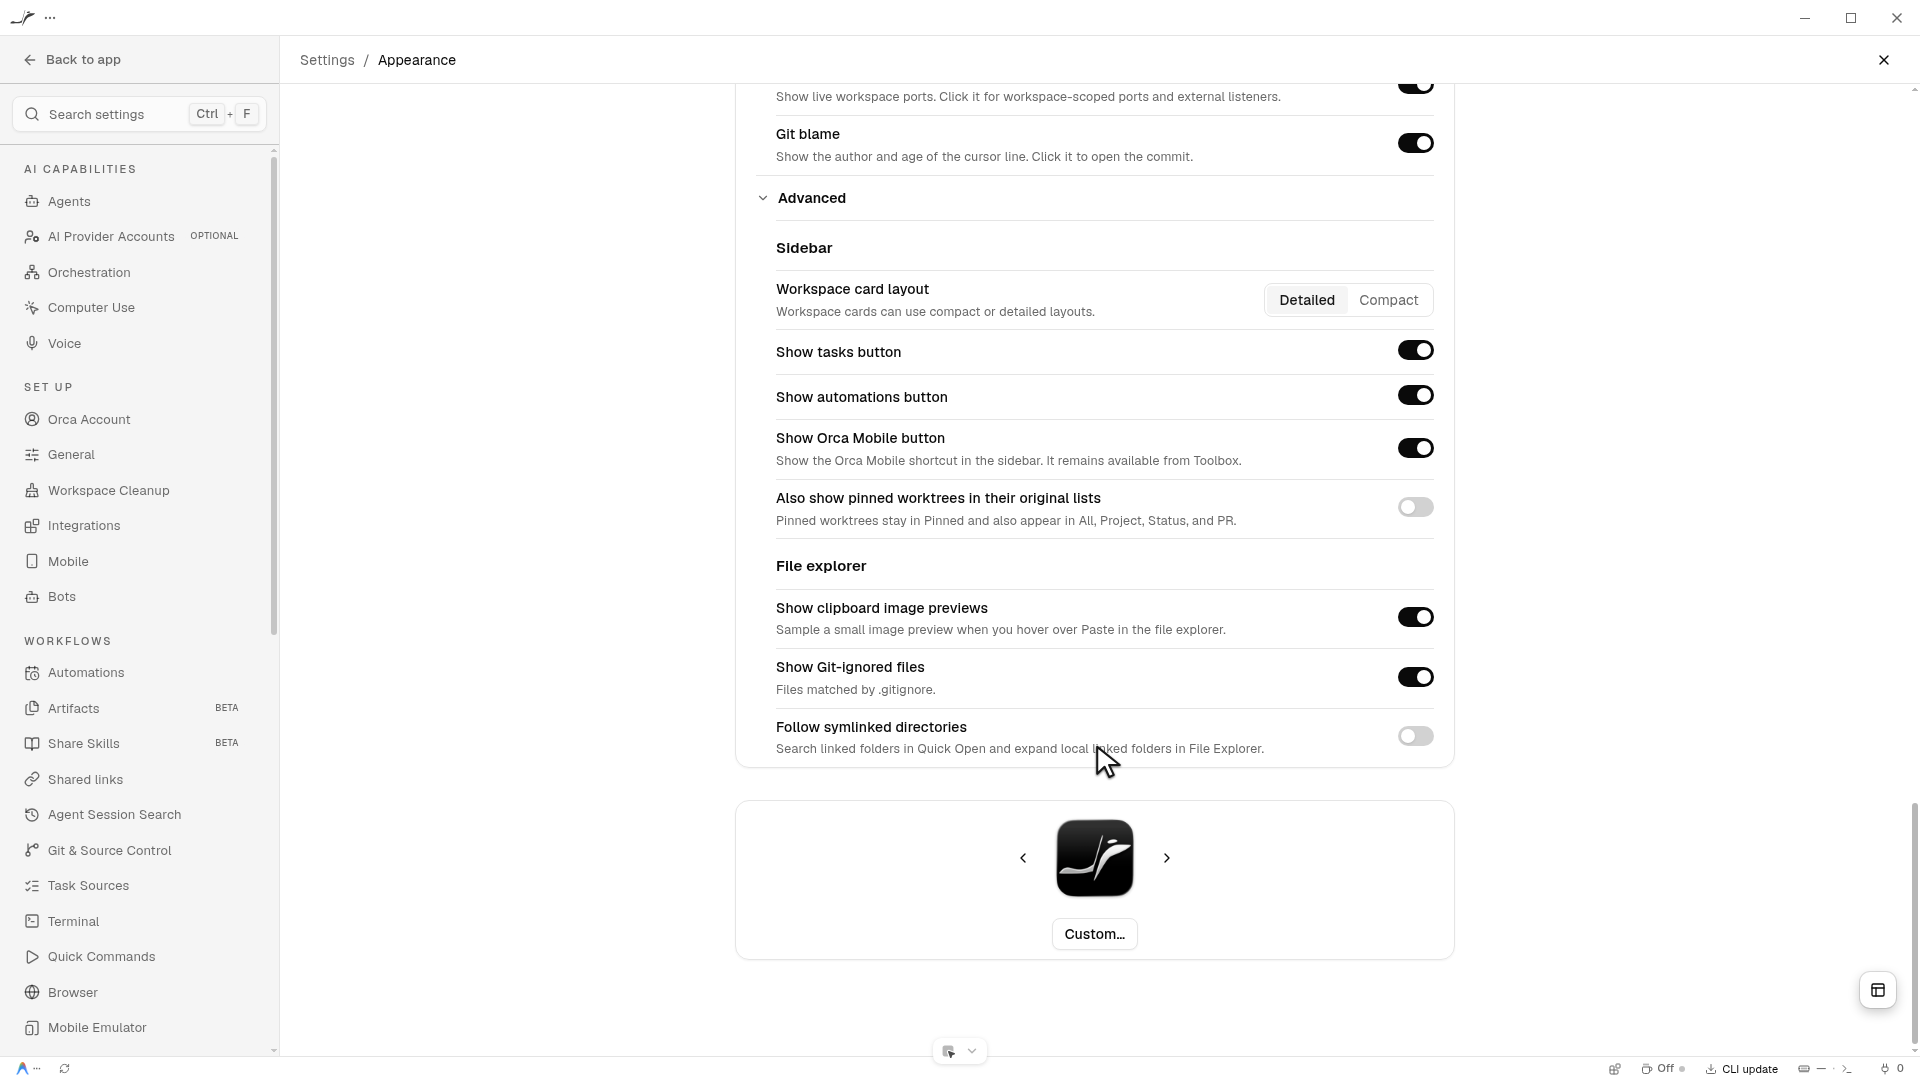 ...
Back to app
Settings / Appearance
Search settings Ctrl + F
AI CAPABILITIES
Agents
AI Provider Accounts OPTIONAL
Orchestration
Computer Use
Voice
SET UP
Orca Account
General
Workspace Cleanup
Integrations
Mobile
Bots
WORKFLOWS
Automations
Artifacts BETA
Share Skills BETA
Shared links
Agent Session Search
Git & Source Control
Task Sources
Terminal
Quick Commands
Browser
Mobile Emulator
Show live workspace ports. Click it for workspace-scoped ports and external listeners.
Git blame
Show the author and age of the cursor line. Click it to open the commit.
Advanced
Sidebar
Workspace card layout
Workspace cards can use compact or detailed layouts.
Detailed Compact
Show tasks button
Show automations button
Show Orca Mobile button
Show the Orca Mobile shortcut in the sidebar. It remains available from Toolbox.
Also show pinned worktrees in their original lists
Pinned worktrees stay in Pinned and also appear in All, Project, Status, and PR.
File explorer
Show clipboard image previews
Sample a small image preview when you hover over Paste in the file explorer.
Show Git-ignored files
Files matched by .gitignore.
Follow symlinked directories
Search linked folders in Quick Open and expand local linked folders in File Explorer.
Custom...
... Off CLI update — · 0